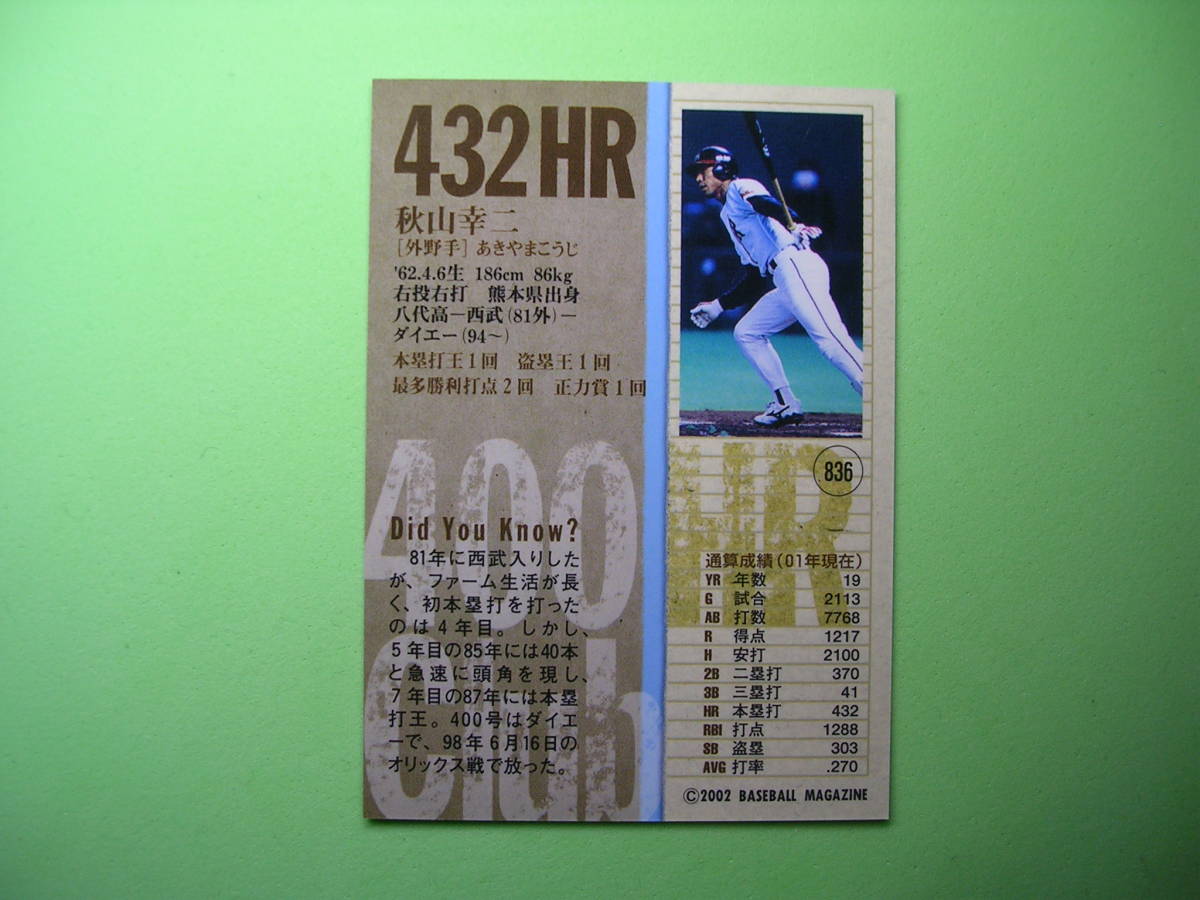 432HR
秋山幸二
［外野手］あきやまこうじ
'62.4.6生 186cm 86kg
右投右打 熊本県出身
八代高－西武(81外)－
ダイエー(94～)
本塁打王1回 盗塁王1回
最多勝利打点2回 正力賞1回
400HR
Club
Did You Know?
81年に西武入りした
が、ファーム生活が長
く、初本塁打を打った
のは4年目。しかし、
5年目の85年には40本
と急速に頭角を現し、
7年目の87年には本塁
打王。400号はダイエ
ーで、98年6月16日の
オリックス戦で放った。
836
通算成績(01年現在)
YR 年数 19
G 試合 2113
AB 打数 7768
R 得点 1217
H 安打 2100
2B 二塁打 370
3B 三塁打 41
HR 本塁打 432
RBI 打点 1288
SB 盗塁 303
AVG 打率 .270
©2002 BASEBALL MAGAZINE